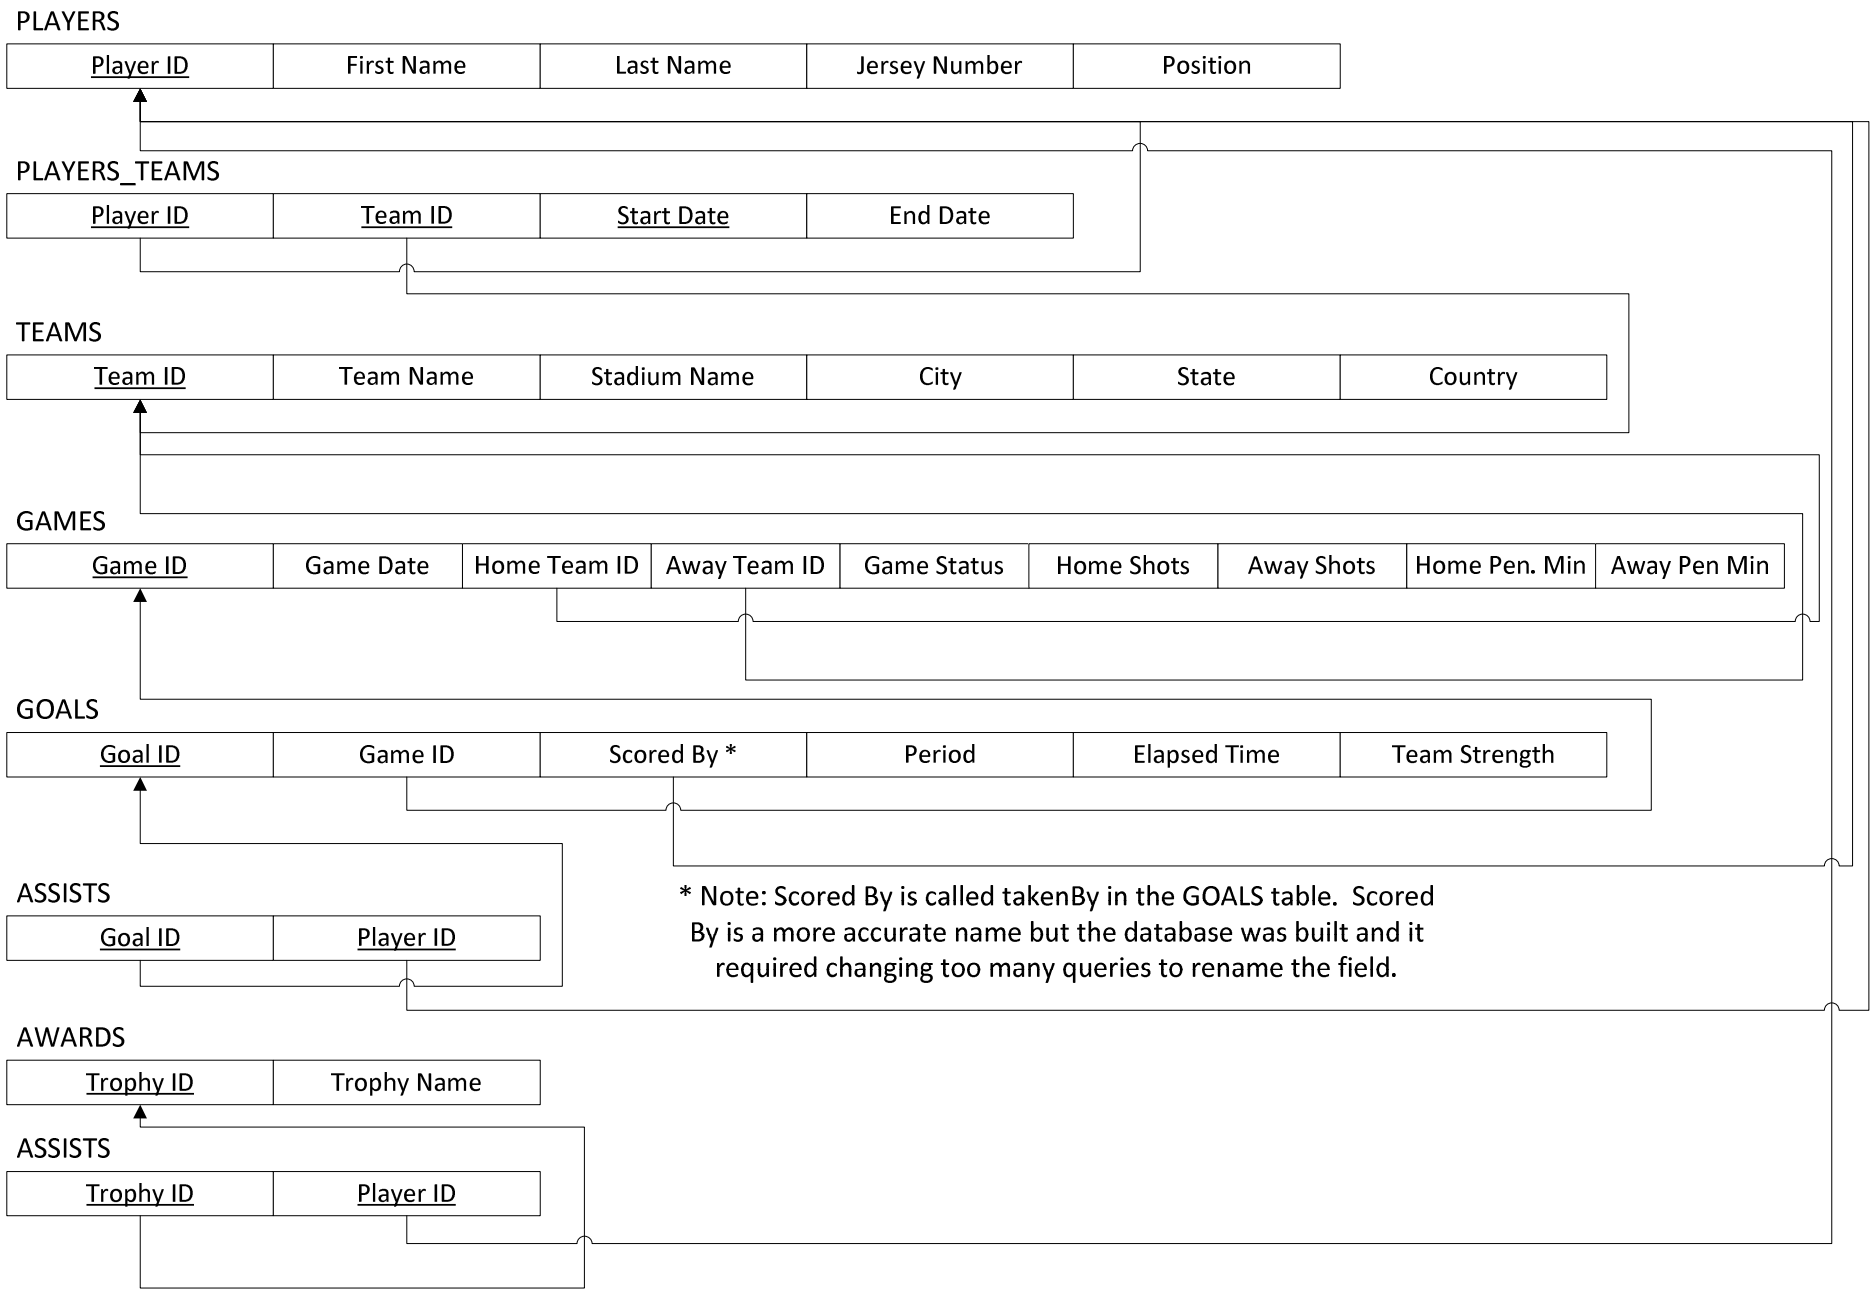 PLAYERS
Player ID First Name Last Name Jersey Number Position
PLAYERS_TEAMS
Player ID Team ID Start Date End Date
TEAMS
Team ID Team Name Stadium Name City State Country
GAMES
Game ID Game Date Home Team ID Away Team ID Game Status Home Shots Away Shots Home Pen. Min Away Pen Min
GOALS
Goal ID Game ID Scored By * Period Elapsed Time Team Strength
ASSISTS
Goal ID Player ID
* Note: Scored By is called takenBy in the GOALS table.  Scored
By is a more accurate name but the database was built and it
required changing too many queries to rename the field.
AWARDS
Trophy ID Trophy Name
ASSISTS
Trophy ID Player ID